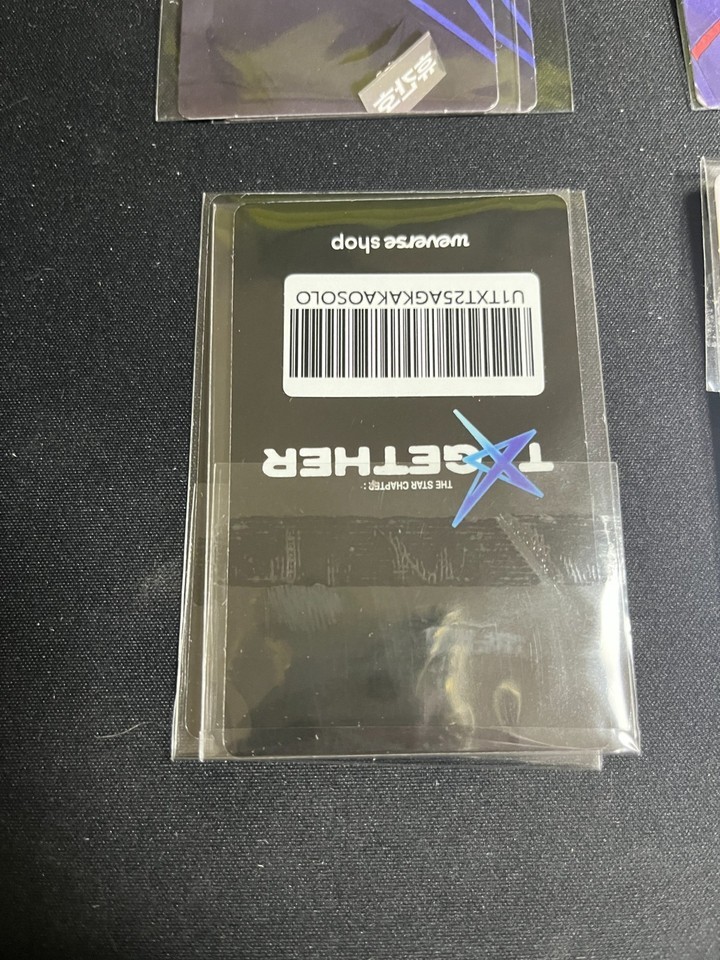 THE STAR CHAPTER :
TOGETHER
U1TXT25AGKAKAOSOLO
weverse shop